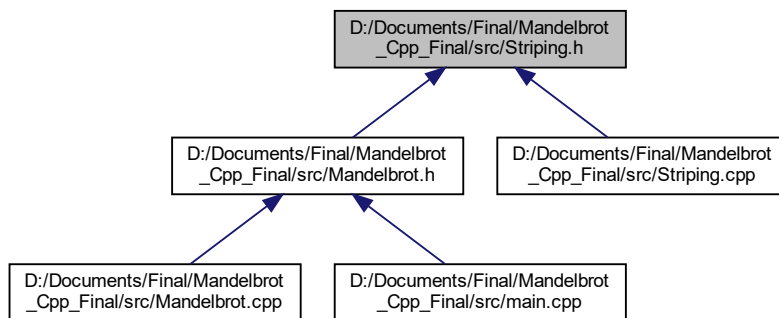 D:/Documents/Final/Mandelbrot
_Cpp_Final/src/Striping.h
D:/Documents/Final/Mandelbrot
_Cpp_Final/src/Mandelbrot.h
D:/Documents/Final/Mandelbrot
_Cpp_Final/src/Striping.cpp
D:/Documents/Final/Mandelbrot
_Cpp_Final/src/Mandelbrot.cpp
D:/Documents/Final/Mandelbrot
_Cpp_Final/src/main.cpp